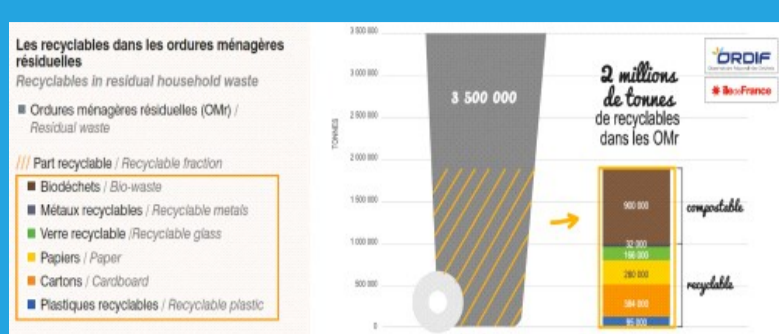 Les recyclables dans les ordures ménagères
résiduelles
Recyclables in residual household waste
Ordures ménagères résiduelles (OMr) /
Residual waste
Part recyclable / Recyclable fraction
Biodéchets / Bio-waste
Métaux recyclables / Recyclable metals
Verre recyclable /Recyclable glass
Papiers / Paper
Cartons / Cardboard
Plastiques recyclables / Recyclable plastic
TONNES
3 500 000
3 000 000
2 500 000
2 000 000
1 500 000
1 000 000
500 000
0
3 500 000
2 millions
de tonnes
de recyclables
dans les OMr
900 000
32 000
166 000
280 000
384 000
95 000
compostable
recyclable
ORDIF
îledeFrance